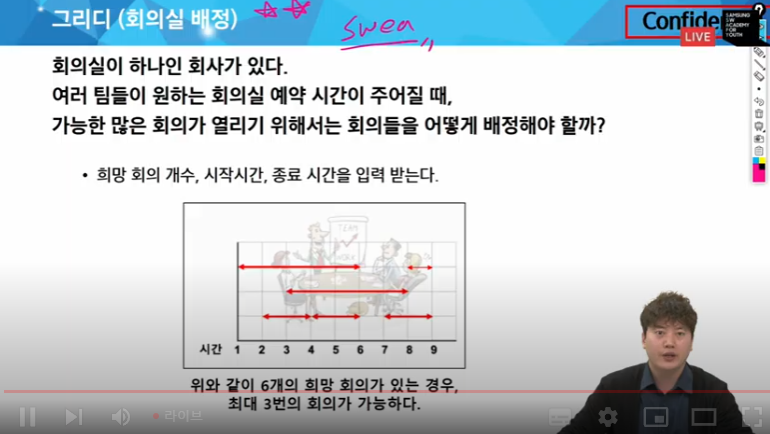 그리디 (회의실 배정)
swea
Confide
LIVE
SAMSUNG
SW ACADEMY
FOR YOUTH
?
회의실이 하나인 회사가 있다.
여러 팀들이 원하는 회의실 예약 시간이 주어질 때,
가능한 많은 회의가 열리기 위해서는 회의들을 어떻게 배정해야 할까?
• 희망 회의 개수, 시작시간, 종료 시간을 입력 받는다.
TEAM
시간 1 2 3 4 5 6 7 8 9
위와 같이 6개의 희망 회의가 있는 경우,
최대 3번의 회의가 가능하다.
라이브